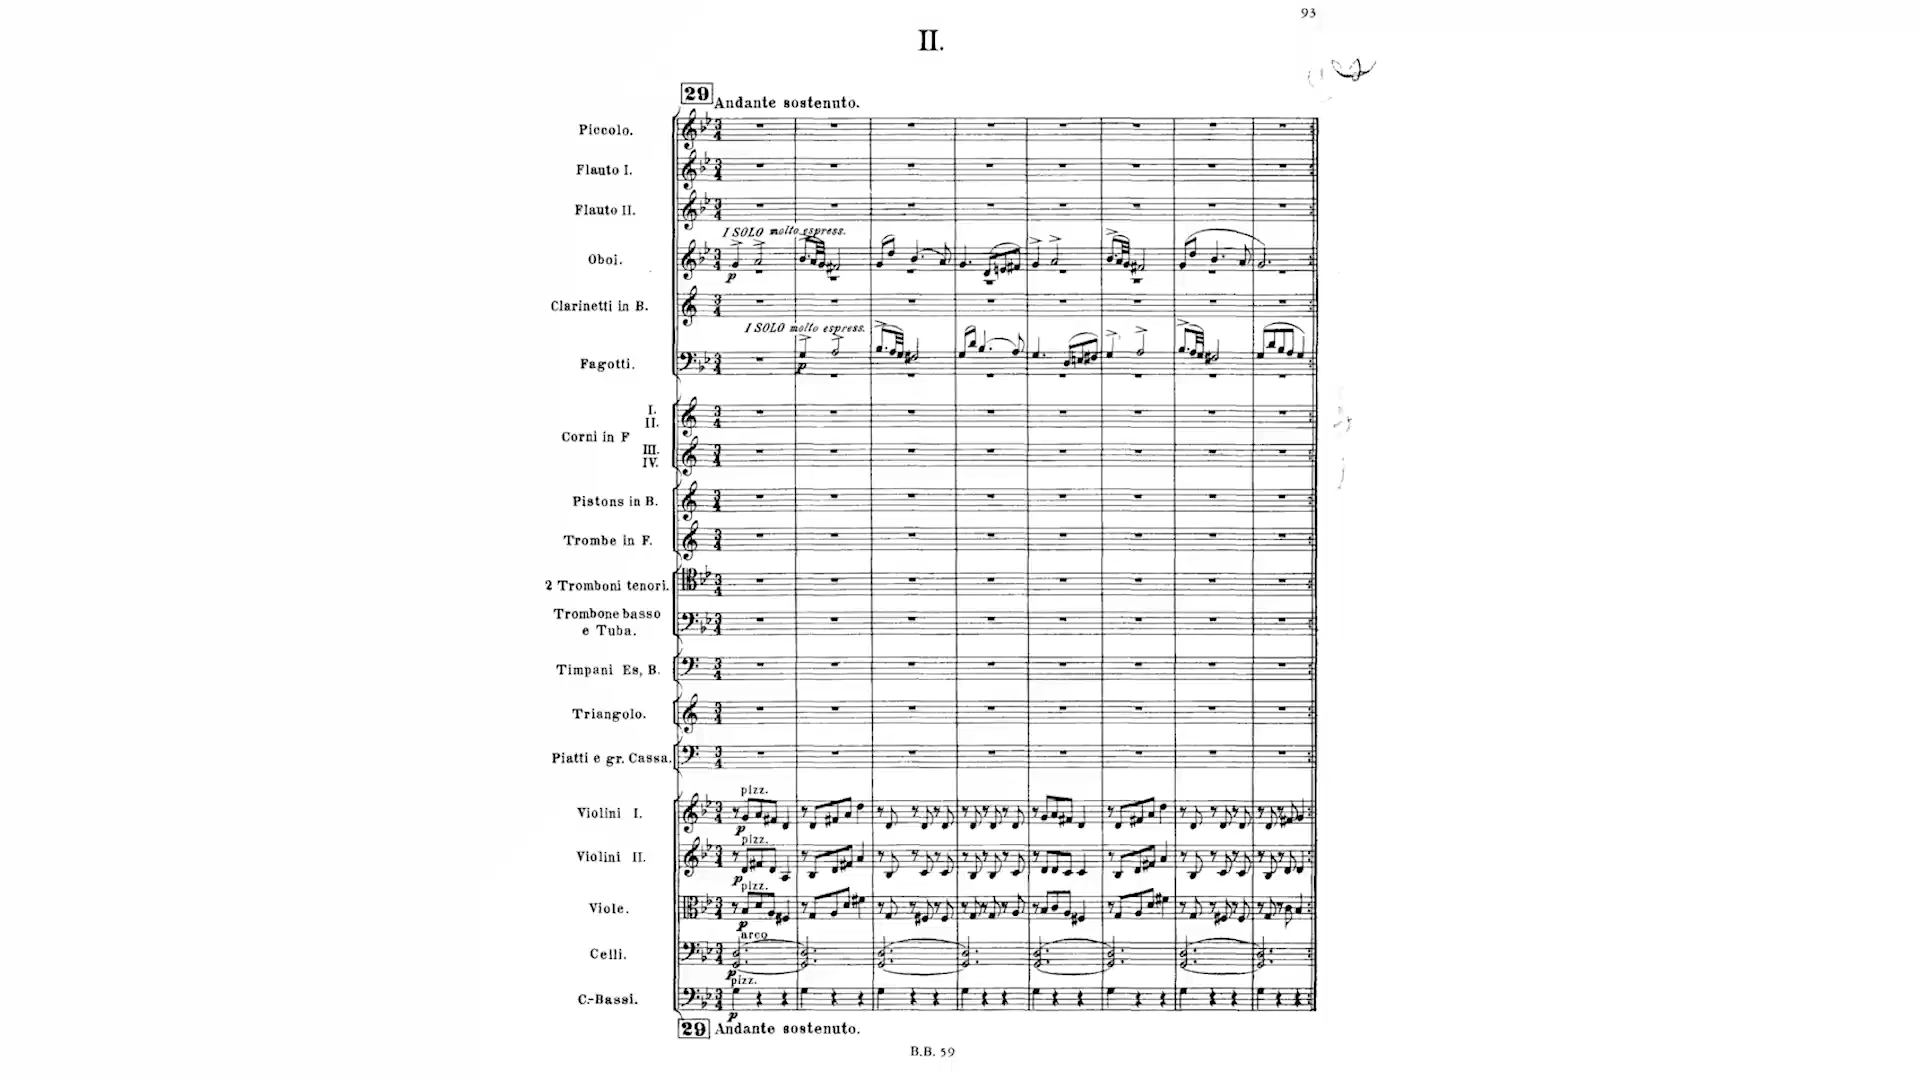 93
II.
29 Andante sostenuto.
Piccolo.
Flauto I.
Flauto II.
I SOLO molto espress.
Oboi.
p
Clarinetti in B.
I SOLO molto espress.
Fagotti.
p
I.
II.
Corni in F
III.
IV.
Pistons in B.
Trombe in F.
2 Tromboni tenori.
Trombone basso
e Tuba.
Timpani Es, B.
Triangolo.
Piatti e gr. Cassa.
pizz.
Violini I.
p
pizz.
Violini II.
p
pizz.
Viole.
p
arco
Celli.
p
pizz.
C.-Bassi.
p
29 Andante sostenuto.
B.B. 59